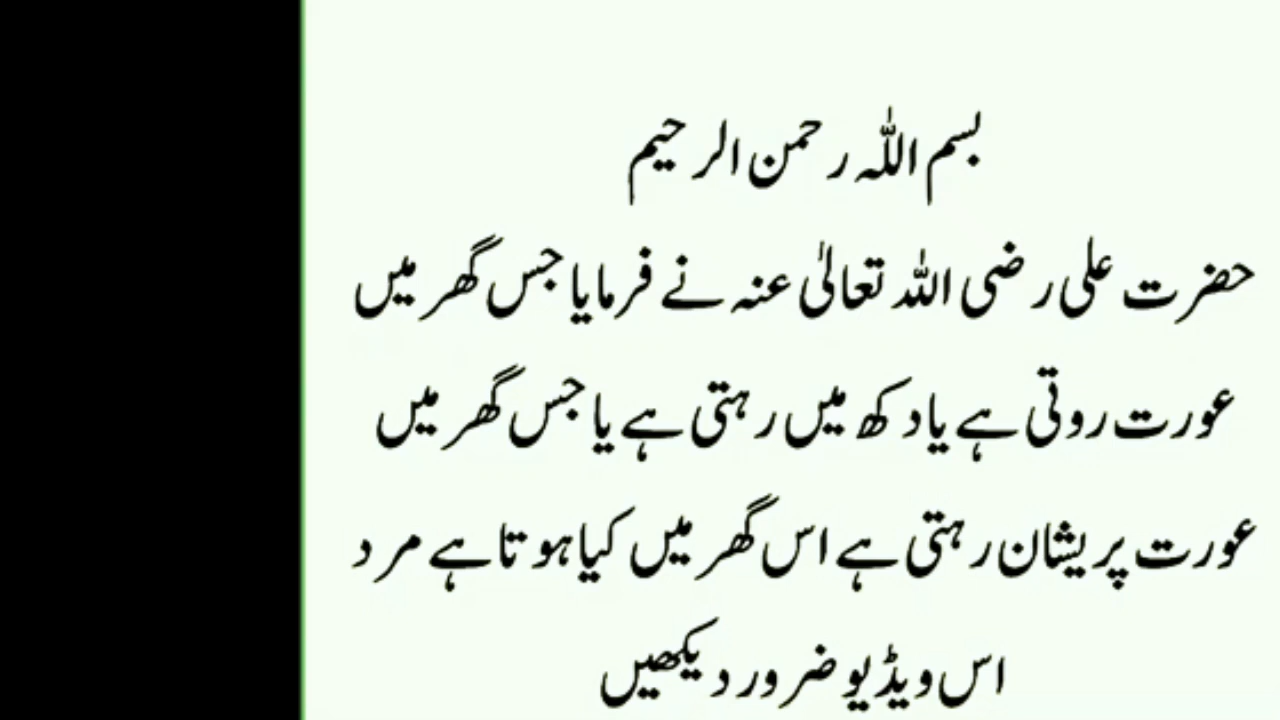 بسم اللہ رحمن الرحیم
حضرت علی رضی اللہ تعالیٰ عنہ نے فرمایا جس گھر میں
عورت روتی ہے یا دکھ میں رہتی ہے یا جس گھر میں
عورت پریشان رہتی ہے اس گھر میں کیا ہوتا ہے مرد
اس ویڈیو ضرور دیکھیں